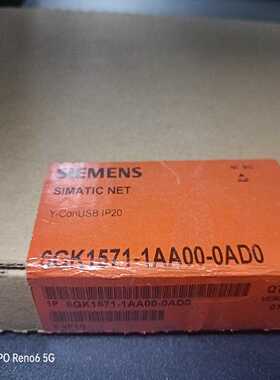 SIEMENS
SIMATIC NET
Y-ConUSB IP20
6GK1571-1AA00-0AD0
1P 6GK1571-1AA00-0AD0
PO Reno6 5G